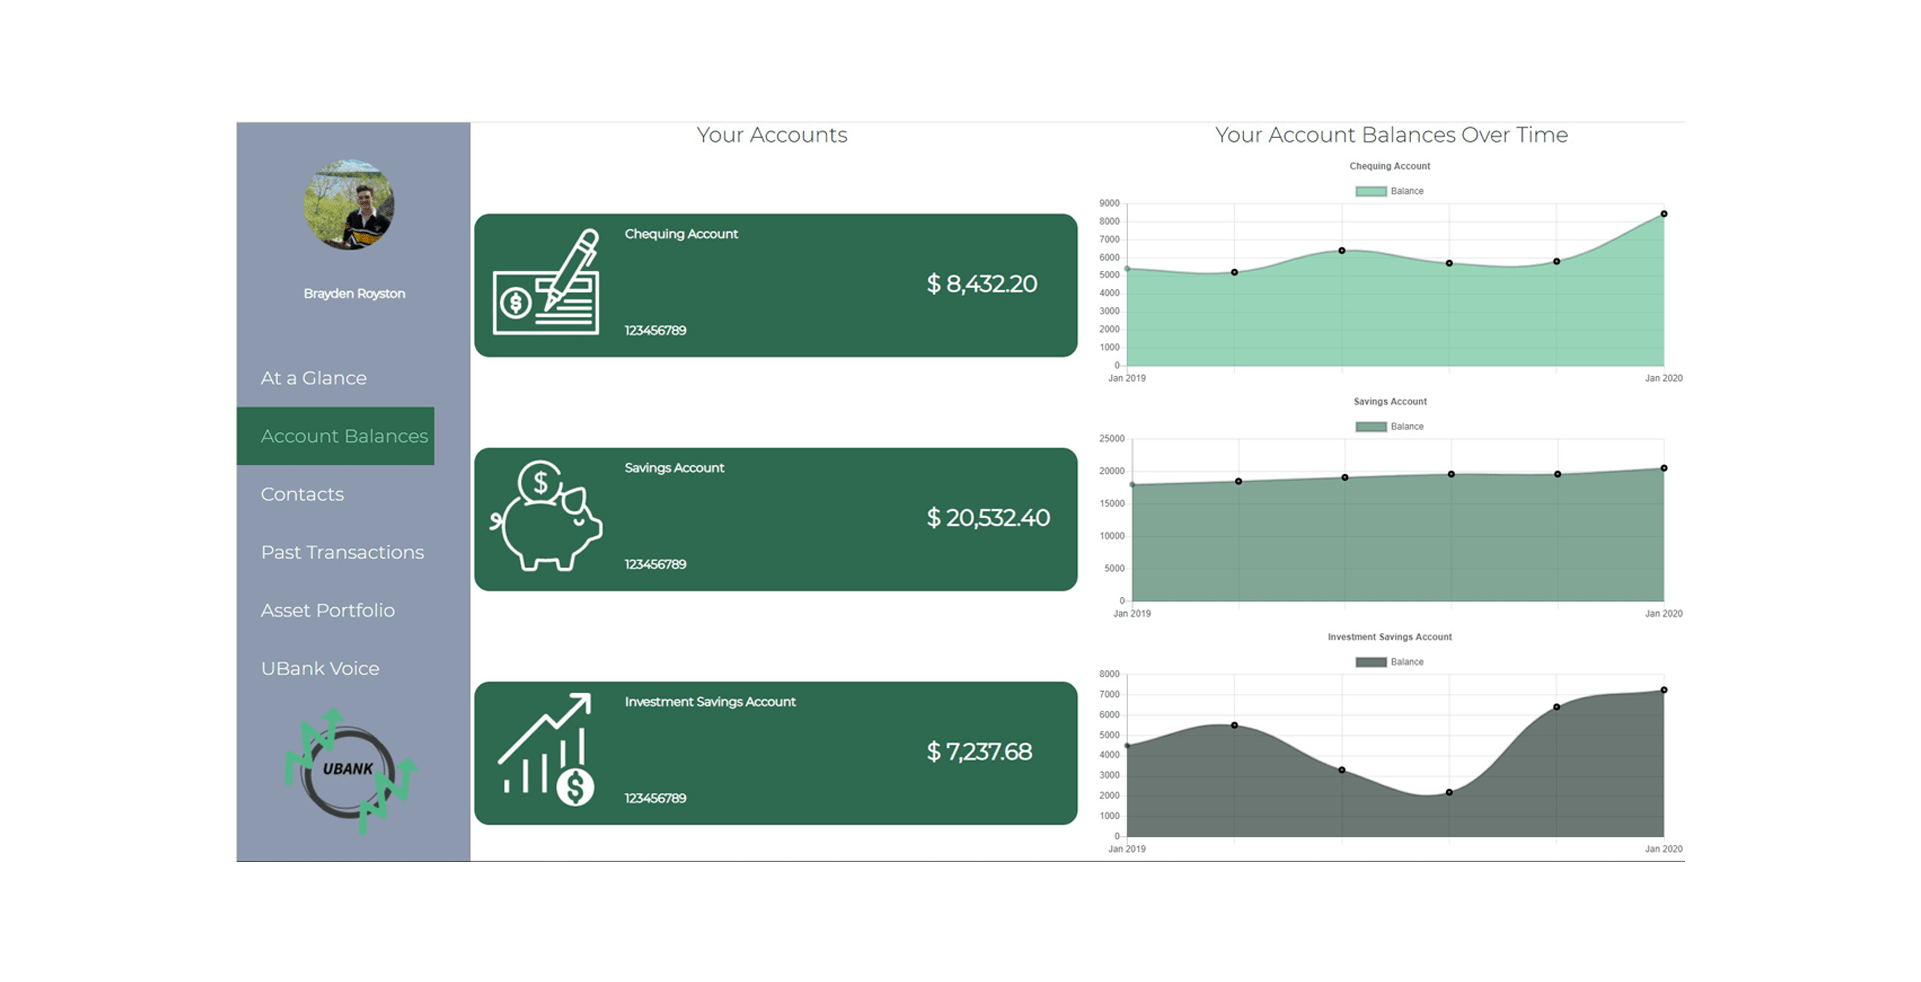 Brayden Royston
At a Glance
Account Balances
Contacts
Past Transactions
Asset Portfolio
UBank Voice
UBANK
Your Accounts
Chequing Account
$ 8,432.20
123456789
Savings Account
$ 20,532.40
123456789
Investment Savings Account
$ 7,237.68
123456789
Your Account Balances Over Time
Chequing Account
Balance
9000
8000
7000
6000
5000
4000
3000
2000
1000
0
Jan 2019 Jan 2020
Savings Account
Balance
25000
20000
15000
10000
5000
0
Jan 2019 Jan 2020
Investment Savings Account
Balance
8000
7000
6000
5000
4000
3000
2000
1000
0
Jan 2019 Jan 2020